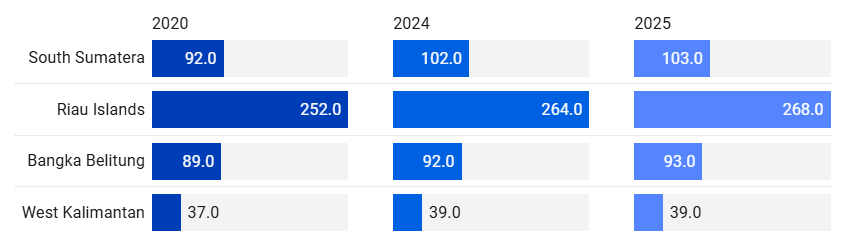 2020 2024 2025
South Sumatera 92.0 102.0 103.0
Riau Islands 252.0 264.0 268.0
Bangka Belitung 89.0 92.0 93.0
West Kalimantan 37.0 39.0 39.0